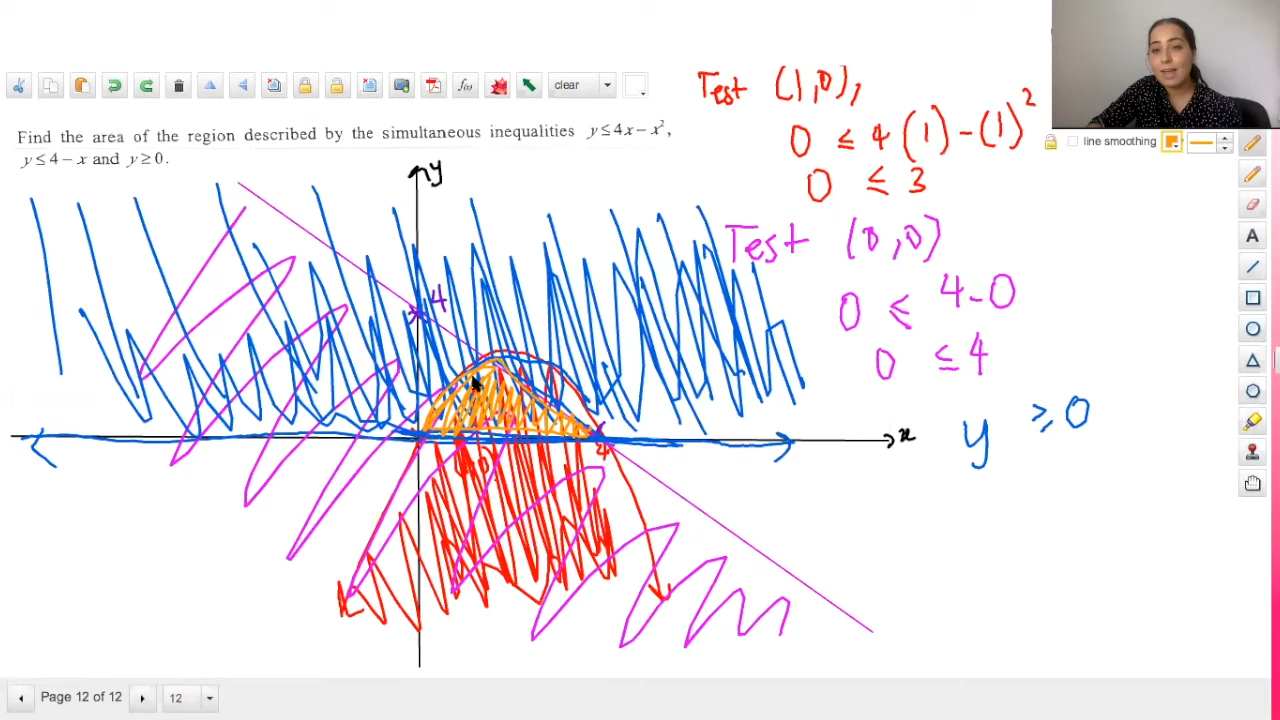 clear
line smoothing
Find the area of the region described by the simultaneous inequalities y≤4x−x²,
y≤4−x and y≥0.
Test (1,0),
0 ≤ 4(1)-(1)²
0 ≤ 3
Test (0,0)
0 ≤ 4-0
0 ≤ 4
y ≥ 0
y
4
x
4
f(x)
A
Page 12 of 12
12